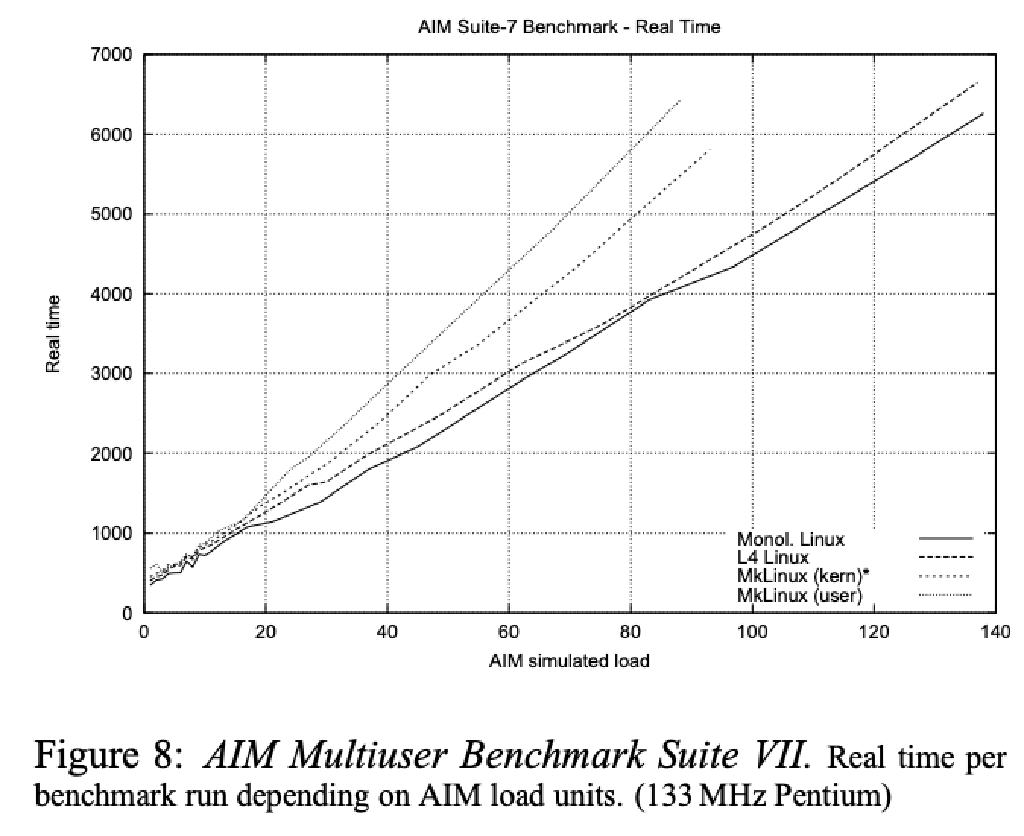 AIM Suite-7 Benchmark - Real Time
7000
6000
5000
4000
3000
2000
1000
0
Real time
Monol. Linux
L4 Linux
MkLinux (kern)*
MkLinux (user)
0 20 40 60 80 100 120 140
AIM simulated load
Figure 8: AIM Multiuser Benchmark Suite VII. Real time per
benchmark run depending on AIM load units. (133 MHz Pentium)